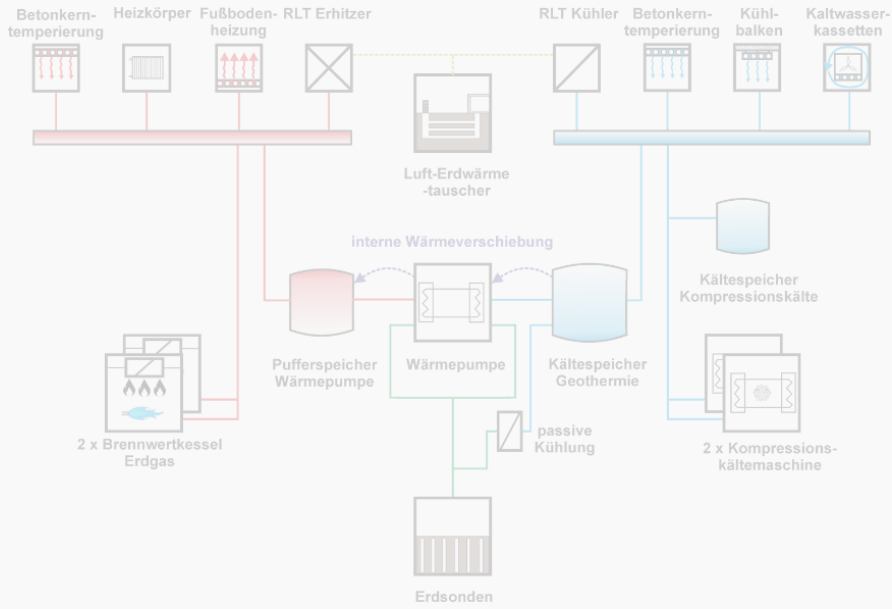 Betonkern-
temperierung
Heizkörper
Fußboden-
heizung
RLT Erhitzer
RLT Kühler
Betonkern-
temperierung
Kühl-
balken
Kaltwasser-
kassetten
Luft-Erdwärme
-tauscher
interne Wärmeverschiebung
Kältespeicher
Kompressionskälte
Pufferspeicher
Wärmepumpe
Wärmepumpe
Kältespeicher
Geothermie
2 x Brennwertkessel
Erdgas
passive
Kühlung
2 x Kompressions-
kältemaschine
Erdsonden